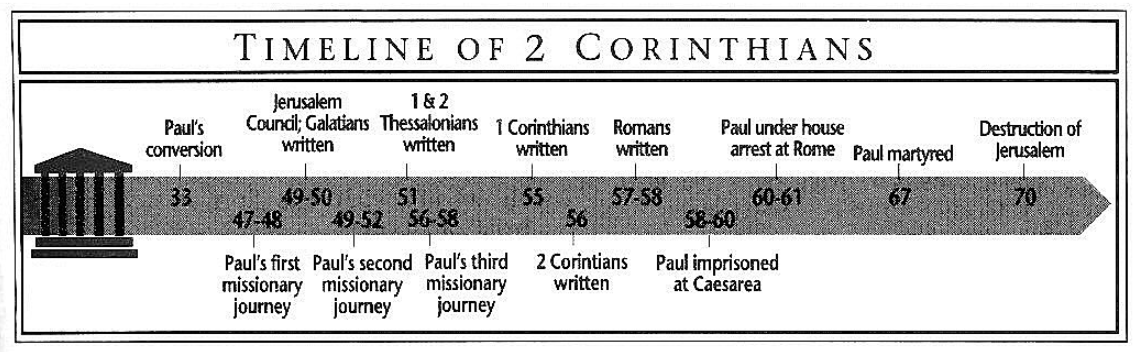 TIMELINE OF 2 CORINTHIANS
Paul's
conversion
Jerusalem
Council; Galatians
written
1 & 2
Thessalonians
written
1 Corinthians
written
Romans
written
Paul under house
arrest at Rome
Paul martyred
Destruction of
Jerusalem
33
49-50
51
55
57-58
60-61
67
70
47-48
49-52
56-58
56
58-60
Paul's first
missionary
journey
Paul's second
missionary
journey
Paul's third
missionary
journey
2 Corintians
written
Paul imprisoned
at Caesarea